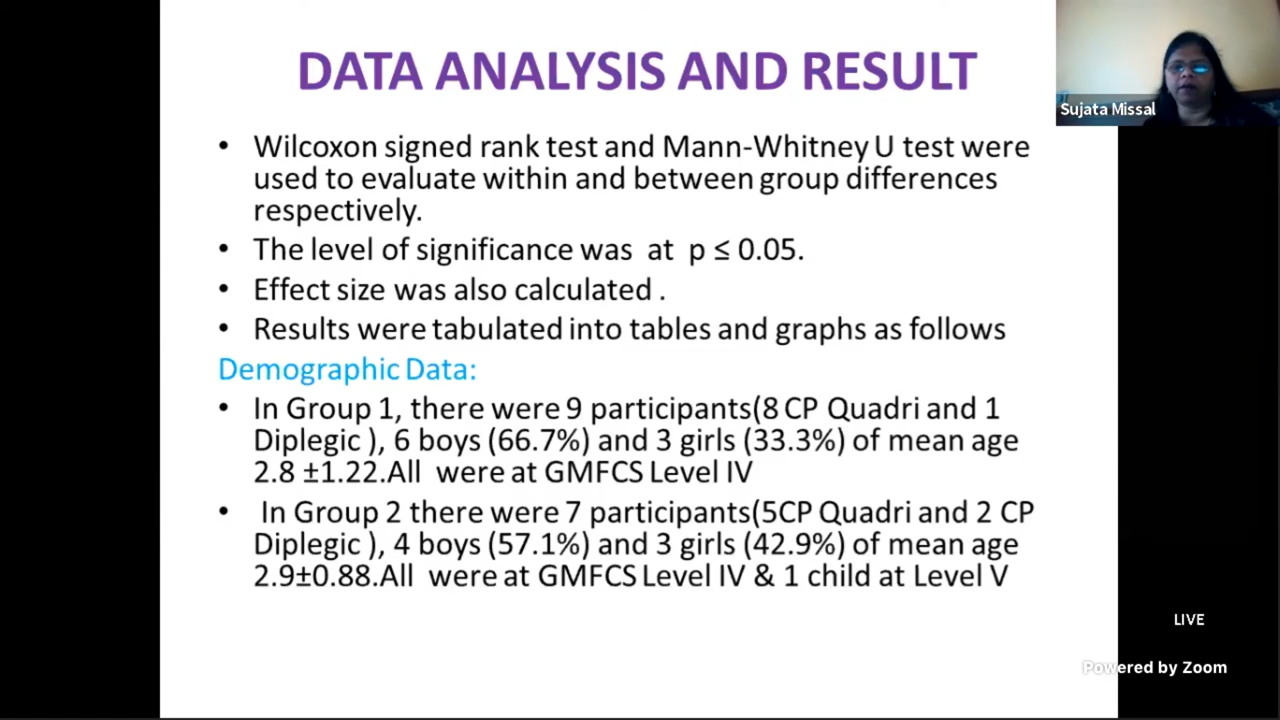 DATA ANALYSIS AND RESULT
Sujata Missal
• Wilcoxon signed rank test and Mann-Whitney U test were
used to evaluate within and between group differences
respectively.
• The level of significance was at p ≤ 0.05.
• Effect size was also calculated .
• Results were tabulated into tables and graphs as follows
Demographic Data:
• In Group 1, there were 9 participants(8 CP Quadri and 1
Diplegic ), 6 boys (66.7%) and 3 girls (33.3%) of mean age
2.8 ±1.22.All were at GMFCS Level IV
• In Group 2 there were 7 participants(5CP Quadri and 2 CP
Diplegic ), 4 boys (57.1%) and 3 girls (42.9%) of mean age
2.9±0.88.All were at GMFCS Level IV & 1 child at Level V
LIVE
Powered by Zoom